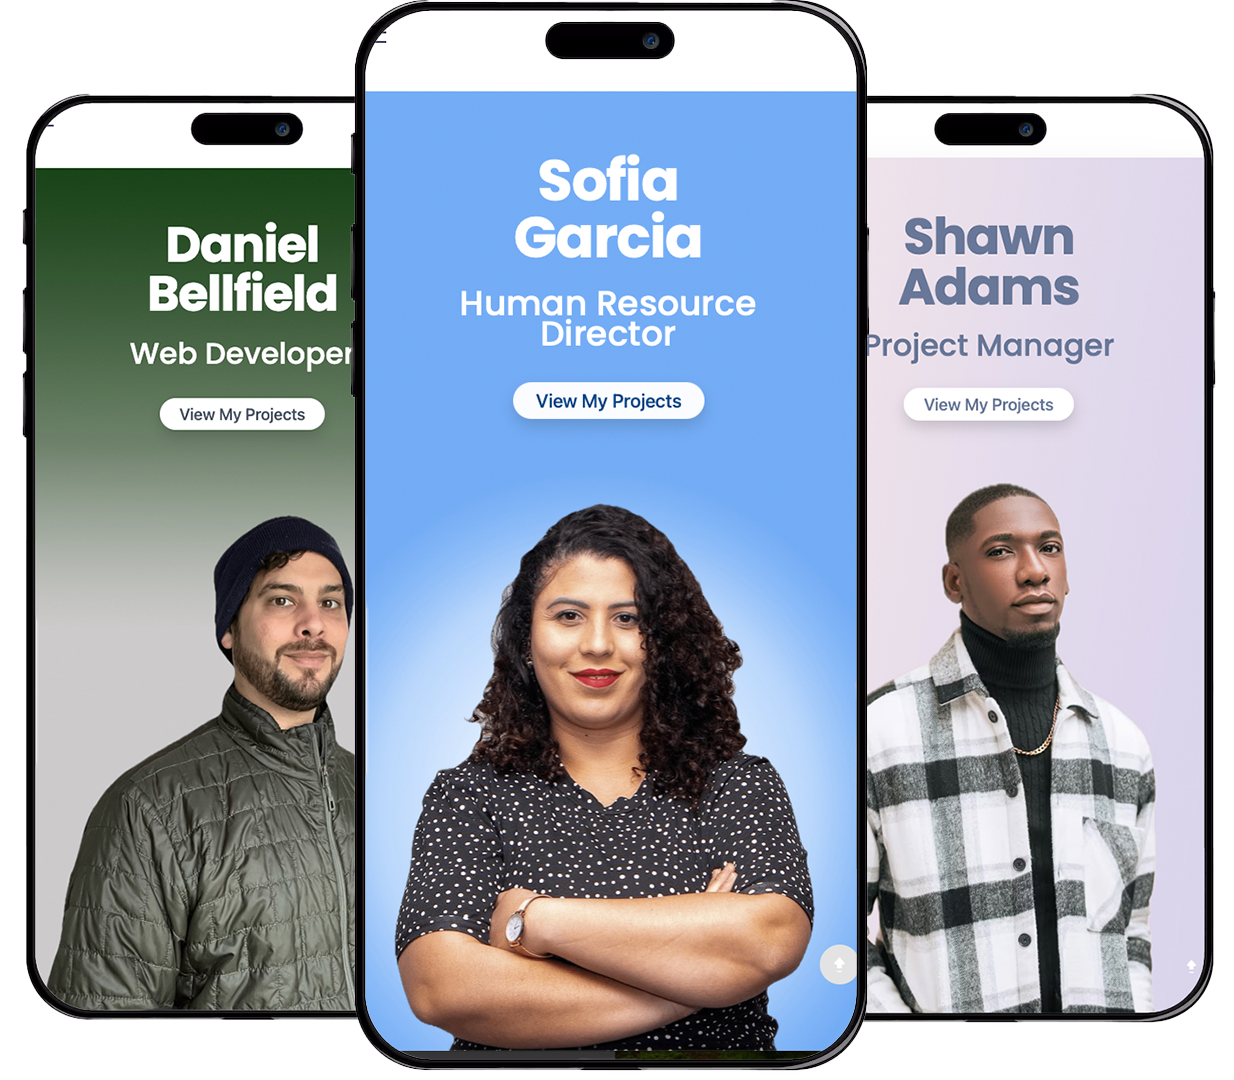 Daniel
Bellfield
Web Developer
View My Projects
Sofia
Garcia
Human Resource
Director
View My Projects
Shawn
Adams
Project Manager
View My Projects